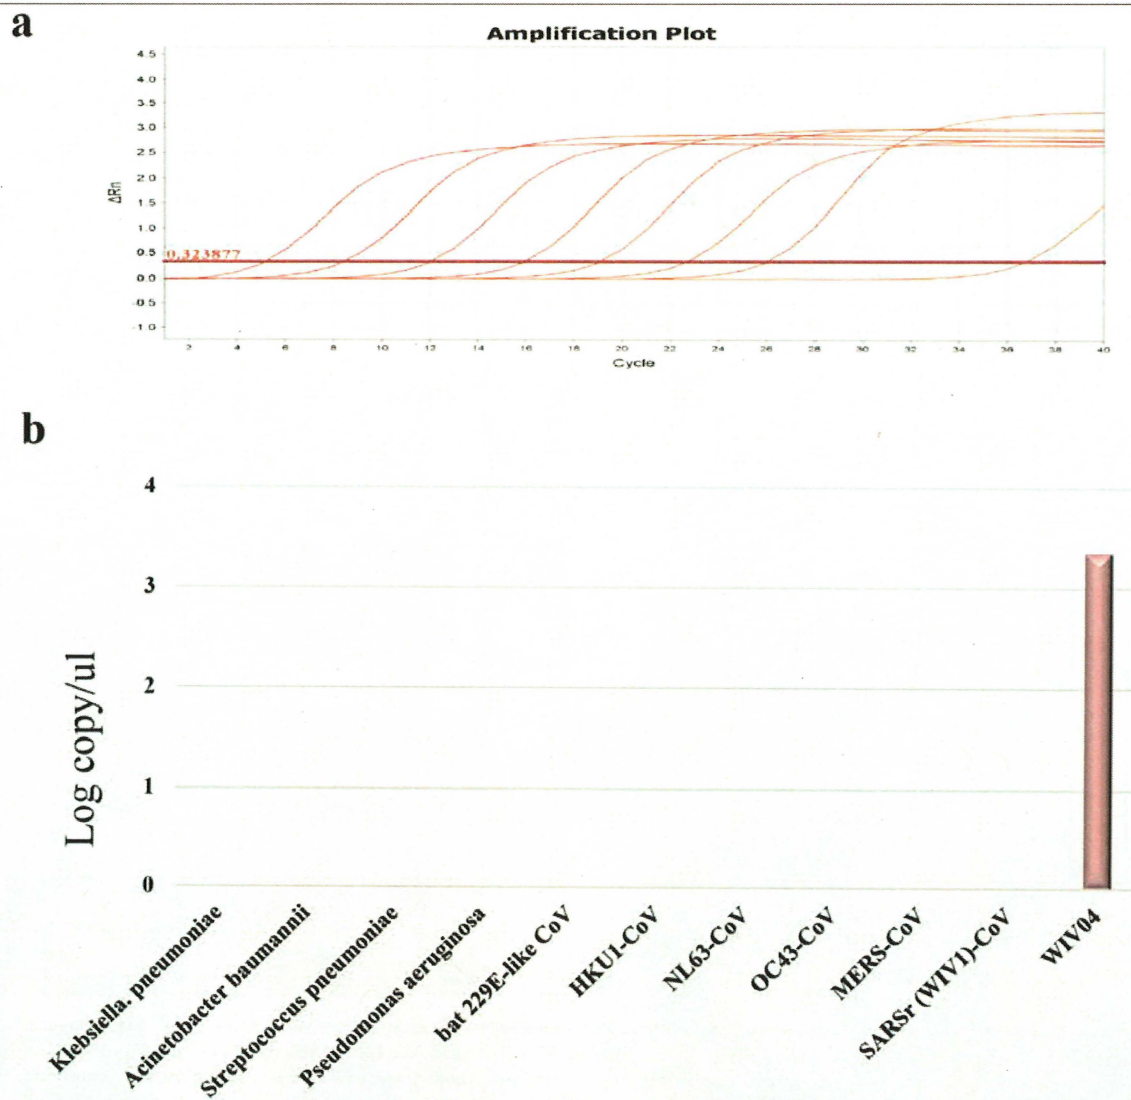 a
Amplification Plot
4.5
4.0
3.5
3.0
2.5
2.0
1.5
1.0
0.5
0.0
-0.5
-1.0
ΔRn
0.323877
2 4 6 8 10 12 14 16 18 20 22 24 26 28 30 32 34 36 38 40
Cycle
b
4
3
2
1
0
Log copy/ul
Klebsiella. pneumoniae
Acinetobacter baumannii
Streptococcus pneumoniae
Pseudomonas aeruginosa
bat 229E-like CoV
HKU1-CoV
NL63-CoV
OC43-CoV
MERS-CoV
SARSr (WIV1)-CoV
WIV04